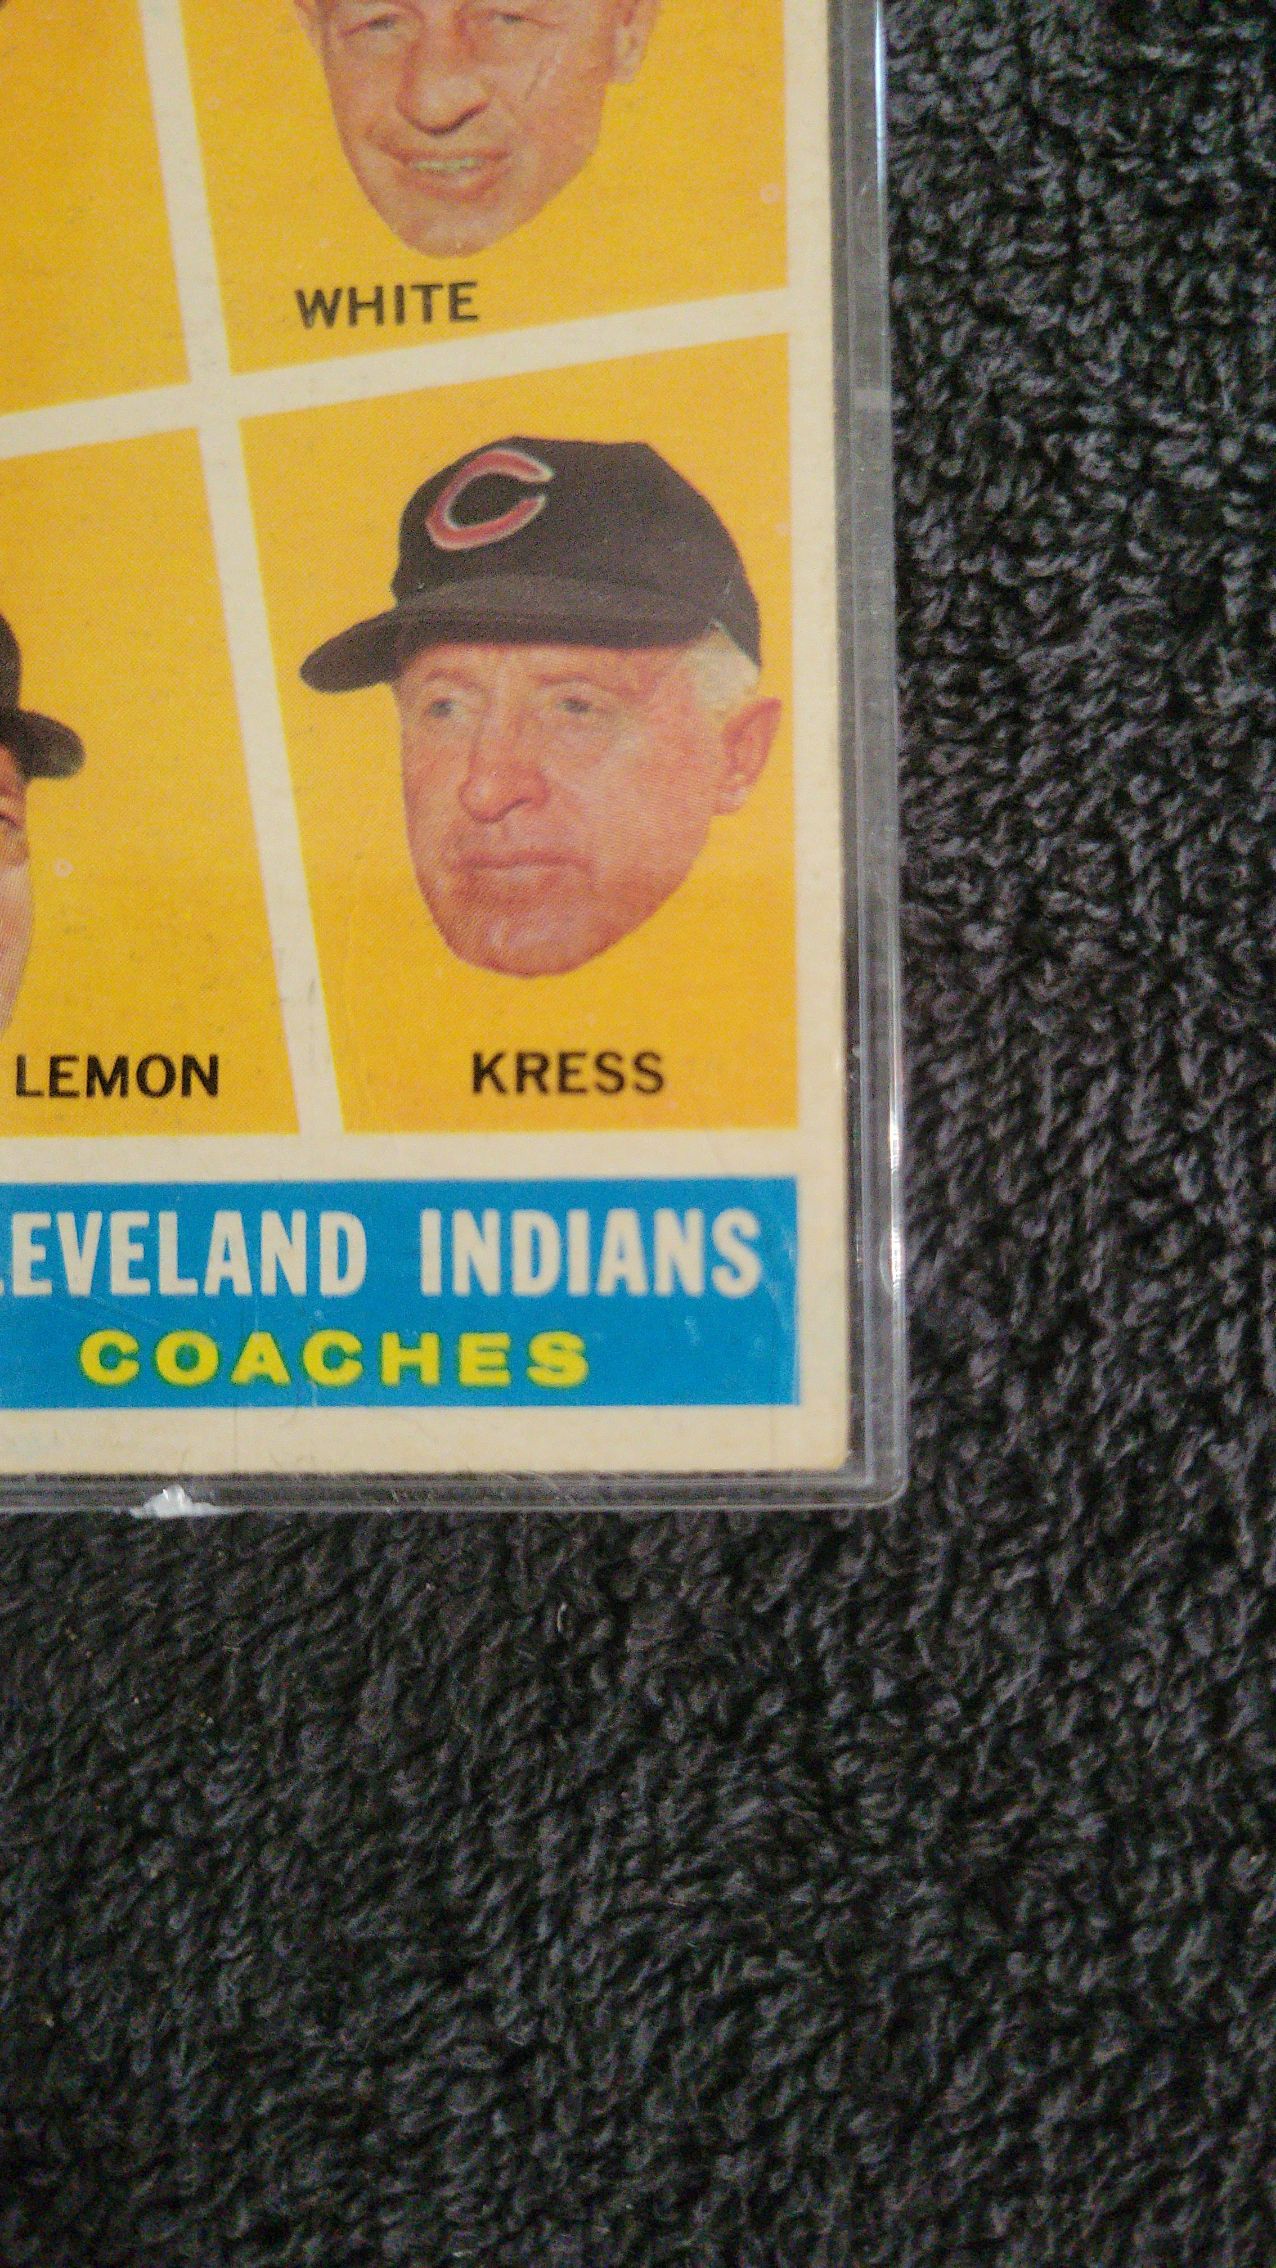 WHITE
C
LEMON KRESS
LEVELAND INDIANS
COACHES